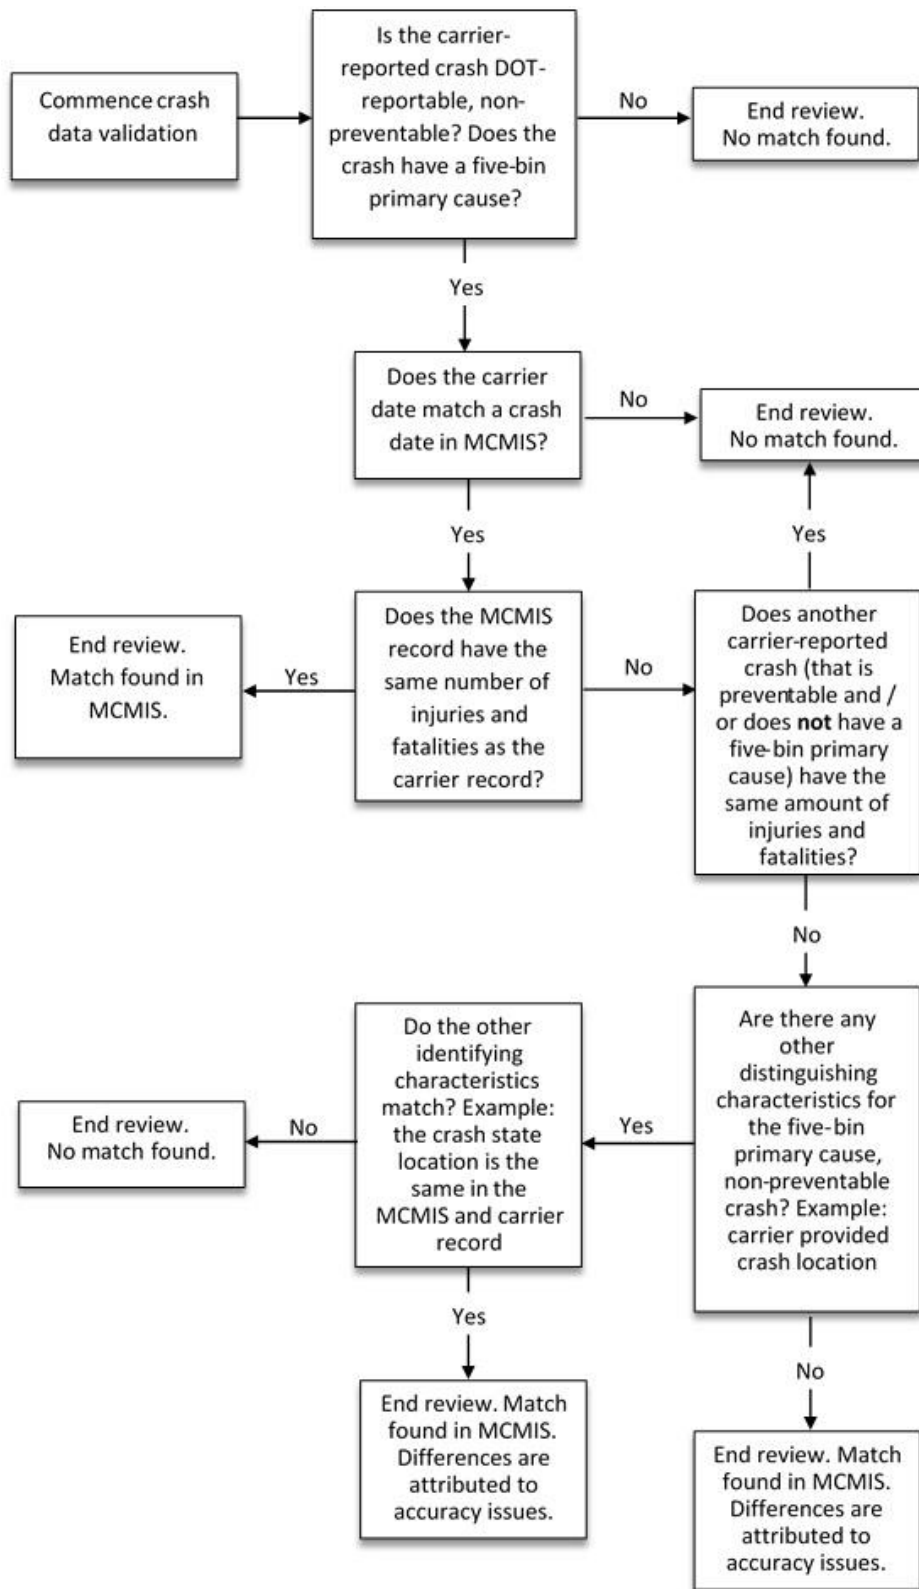 Commence crash
data validation
Is the carrier-
reported crash DOT-
reportable, non-
preventable? Does the
crash have a five-bin
primary cause?
No
End review.
No match found.
Yes
Does the carrier
date match a crash
date in MCMIS?
No
End review.
No match found.
Yes
Yes
Does the MCMIS
record have the
same number of
injuries and
fatalities as the
carrier record?
Yes
End review.
Match found in
MCMIS.
No
Does another
carrier-reported
crash (that is
preventable and /
or does not have a
five-bin primary
cause) have the
same amount of
injuries and
fatalities?
No
Are there any
other
distinguishing
characteristics for
the five-bin
primary cause,
non-preventable
crash? Example:
carrier provided
crash location
Yes
Do the other
identifying
characteristics
match? Example:
the crash state
location is the
same in the
MCMIS and carrier
record
No
End review.
No match found.
Yes
End review. Match
found in MCMIS.
Differences are
attributed to
accuracy issues.
No
End review. Match
found in MCMIS.
Differences are
attributed to
accuracy issues.